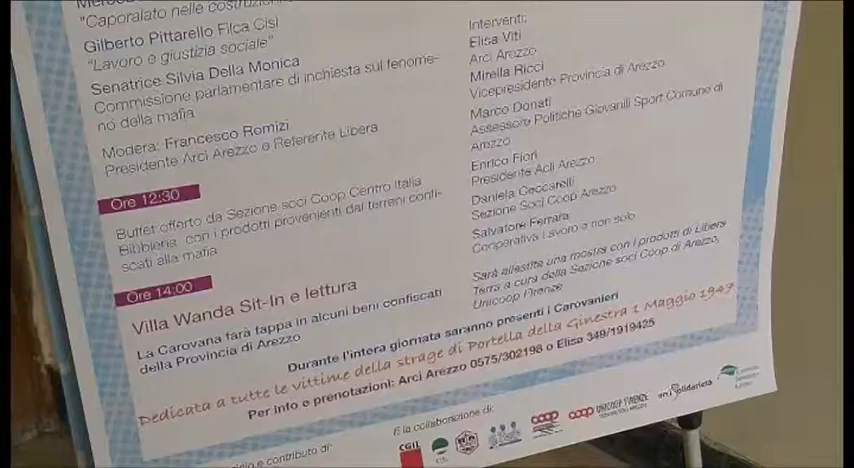 "Caporalato nelle costruzioni
Gilberto Pittarello Filca Cisl
"Lavoro e giustizia sociale"
Senatrice Silvia Della Monica
Commissione parlamentare di inchiesta sul fenome-
no della mafia
Modera: Francesco Romizi
Presidente Arci Arezzo e Referente Libera
Ore 12:30
Buffet offerto da Sezione soci Coop Centro Italia
Bibbiena con i prodotti provenienti dai terreni confi-
scati alla mafia
Ore 14:00
Villa Wanda Sit-In e lettura
La Carovana farà tappa in alcuni beni confiscati
della Provincia di Arezzo
Interventi:
Elisa Viti
Arci Arezzo
Mirella Ricci
Vicepresidente Provincia di Arezzo
Marco Donati
Assessore Politiche Giovanili Sport Comune di
Arezzo
Enrico Fiori
Presidente Acli Arezzo
Daniela Ceccarelli
Sezione Soci Coop Arezzo
Salvatore Ferrara
Cooperativa Lavoro e non solo
Sarà allestita una mostra con i prodotti di Libera
Terra a cura della Sezione soci Coop di Arezzo,
Unicoop Firenze
Durante l'intera giornata saranno presenti i Carovanieri
Dedicata a tutte le vittime della strage di Portella della Ginestra 1 Maggio 1947
Per info e prenotazioni: Arci Arezzo 0575/302198 o Elisa 349/1919425
e contributo di:
E la collaborazione di:
CGIL
coop
coop UNICOOP FIRENZE
arci solidarietà